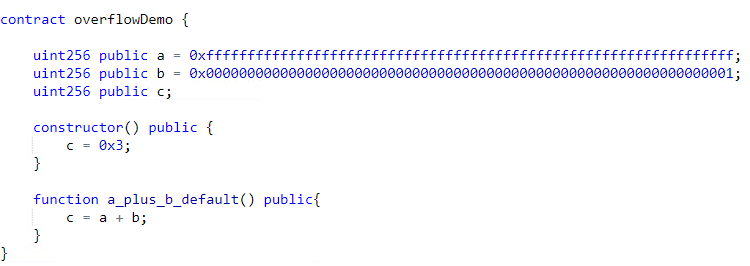 contract overflowDemo {
uint256 public a = 0xffffffffffffffffffffffffffffffffffffffffffffffffffffffffffffffff;
uint256 public b = 0x0000000000000000000000000000000000000000000000000000000000000001;
uint256 public c;
constructor() public {
c = 0x3;
}
function a_plus_b_default() public{
c = a + b;
}
}